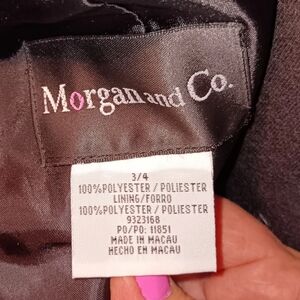 Morgan and Co.
3/4
100%POLYESTER / POLIESTER
LINING/FORRO
100%POLYESTER / POLIESTER
9323168
PO/PO: 11851
MADE IN MACAU
HECHO EN MACAU